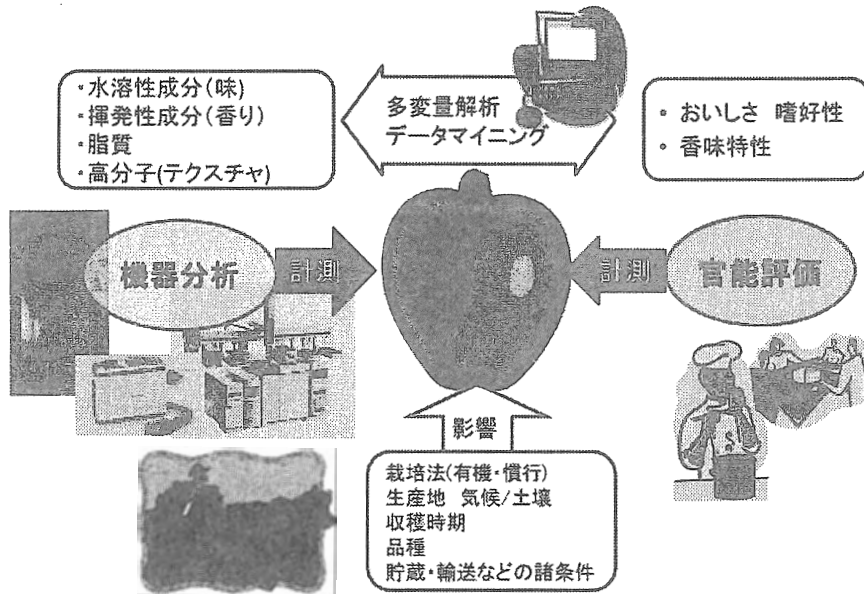 ・水溶性成分(味)
・揮発性成分(香り)
・脂質
・高分子(テクスチャ)
多変量解析
データマイニング
・おいしさ 嗜好性
・香味特性
機器分析
計測
計測
官能評価
影響
栽培法(有機・慣行)
生産地 気候/土壌
収穫時期
品種
貯蔵・輸送などの諸条件